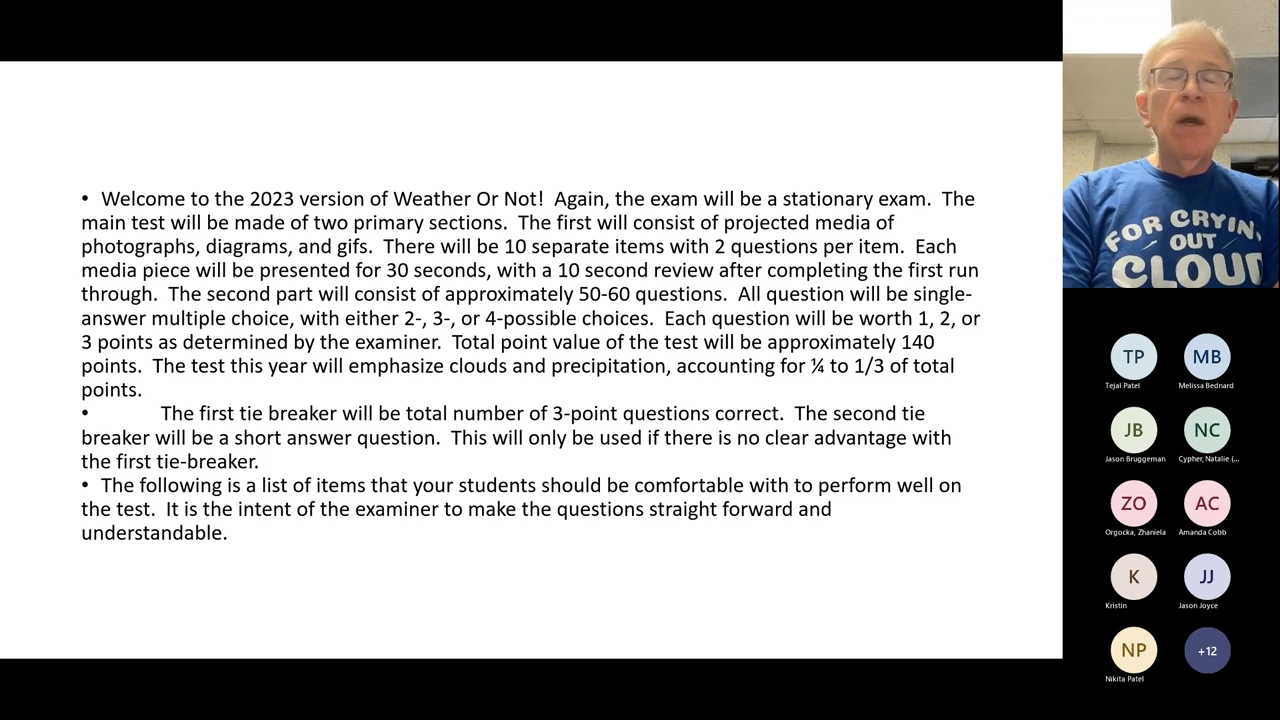 • Welcome to the 2023 version of Weather Or Not!  Again, the exam will be a stationary exam.  The
main test will be made of two primary sections.  The first will consist of projected media of
photographs, diagrams, and gifs.  There will be 10 separate items with 2 questions per item.  Each
media piece will be presented for 30 seconds, with a 10 second review after completing the first run
through.  The second part will consist of approximately 50-60 questions.  All question will be single-
answer multiple choice, with either 2-, 3-, or 4-possible choices.  Each question will be worth 1, 2, or
3 points as determined by the examiner.  Total point value of the test will be approximately 140
points.  The test this year will emphasize clouds and precipitation, accounting for ¼ to 1/3 of total
points.
• The first tie breaker will be total number of 3-point questions correct.  The second tie
breaker will be a short answer question.  This will only be used if there is no clear advantage with
the first tie-breaker.
• The following is a list of items that your students should be comfortable with to perform well on
the test.  It is the intent of the examiner to make the questions straight forward and
understandable.
FOR CRYIN'
OUT
CLOUD
TP MB
Tejal Patel Melissa Bednard
JB NC
Jason Bruggeman Cypher, Natalie (...
ZO AC
Orgocka, Zhaniela Amanda Cobb
K JJ
Kristin Jason Joyce
NP +12
Nikita Patel